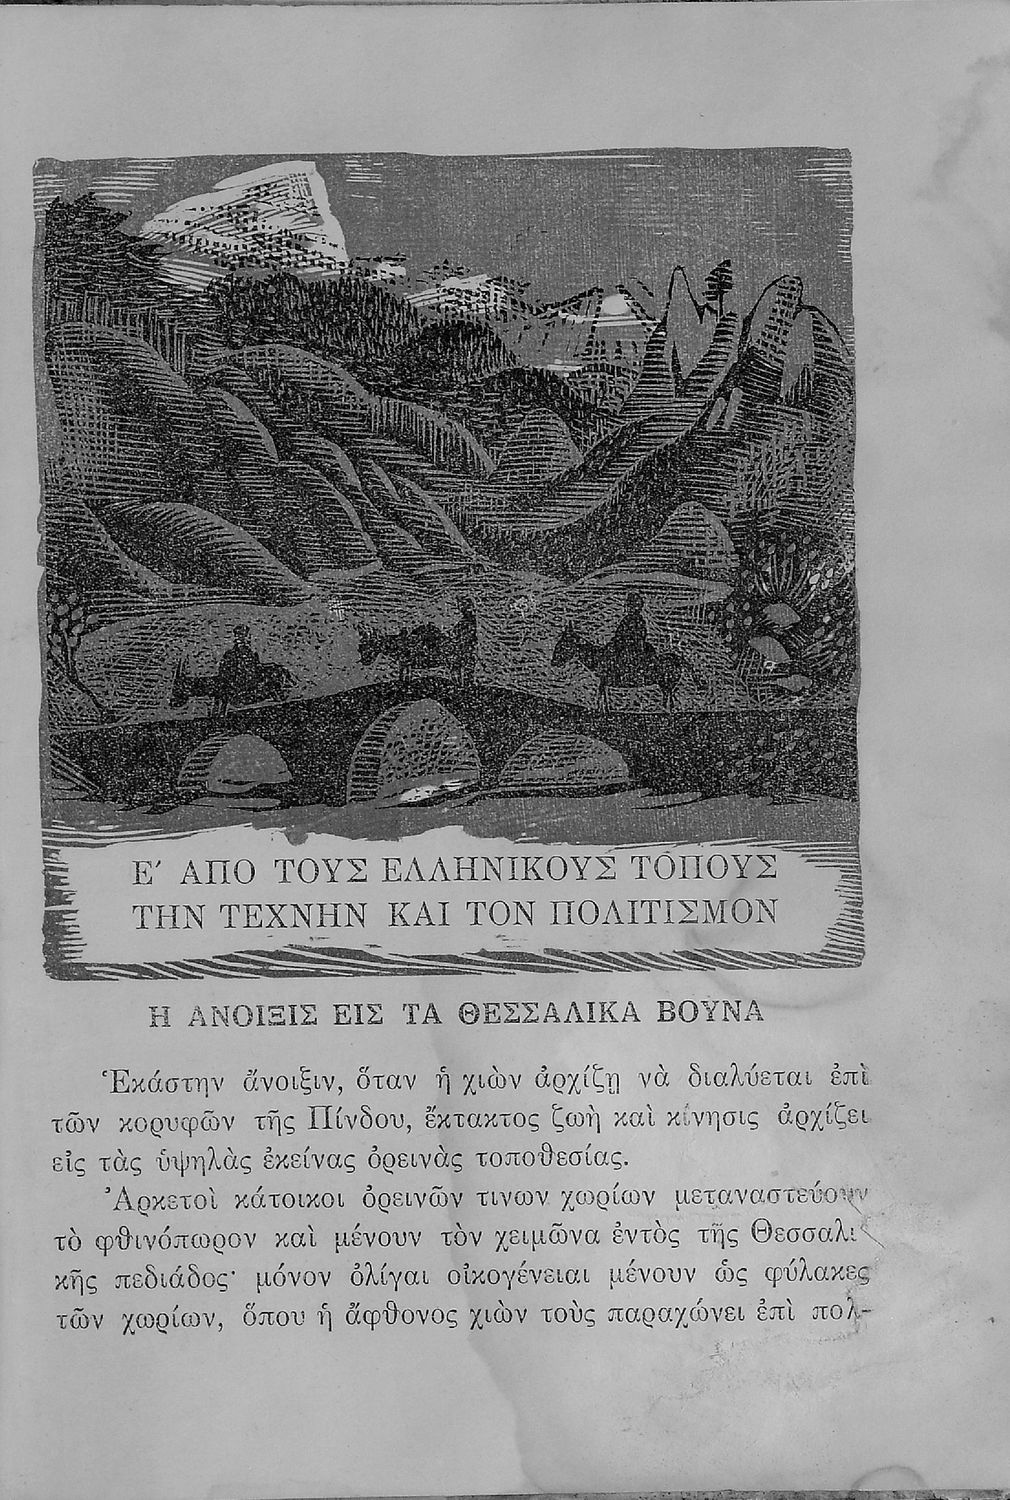 Ε΄ ΑΠΟ ΤΟΥΣ ΕΛΛΗΝΙΚΟΥΣ ΤΟΠΟΥΣ
ΤΗΝ ΤΕΧΝΗΝ ΚΑΙ ΤΟΝ ΠΟΛΙΤΙΣΜΟΝ
Η ΑΝΟΙΞΙΣ ΕΙΣ ΤΑ ΘΕΣΣΑΛΙΚΑ ΒΟΥΝΑ
Ἑκάστην ἄνοιξιν, ὅταν ἡ χιὼν ἀρχίζῃ νὰ διαλύεται ἐπὶ
τῶν κορυφῶν τῆς Πίνδου, ἔκτακτος ζωὴ καὶ κίνησις ἀρχίζει
εἰς τὰς ὑψηλὰς ἐκείνας ὀρεινὰς τοποθεσίας.
Ἀρκετοὶ κάτοικοι ὀρεινῶν τινων χωρίων μεταναστεύουν
τὸ φθινόπωρον καὶ μένουν τὸν χειμῶνα ἐντὸς τῆς Θεσσαλι
κῆς πεδιάδος· μόνον ὀλίγαι οἰκογένειαι μένουν ὡς φύλακες
τῶν χωρίων, ὅπου ἡ ἄφθονος χιὼν τοὺς παραχώνει ἐπὶ πολ-